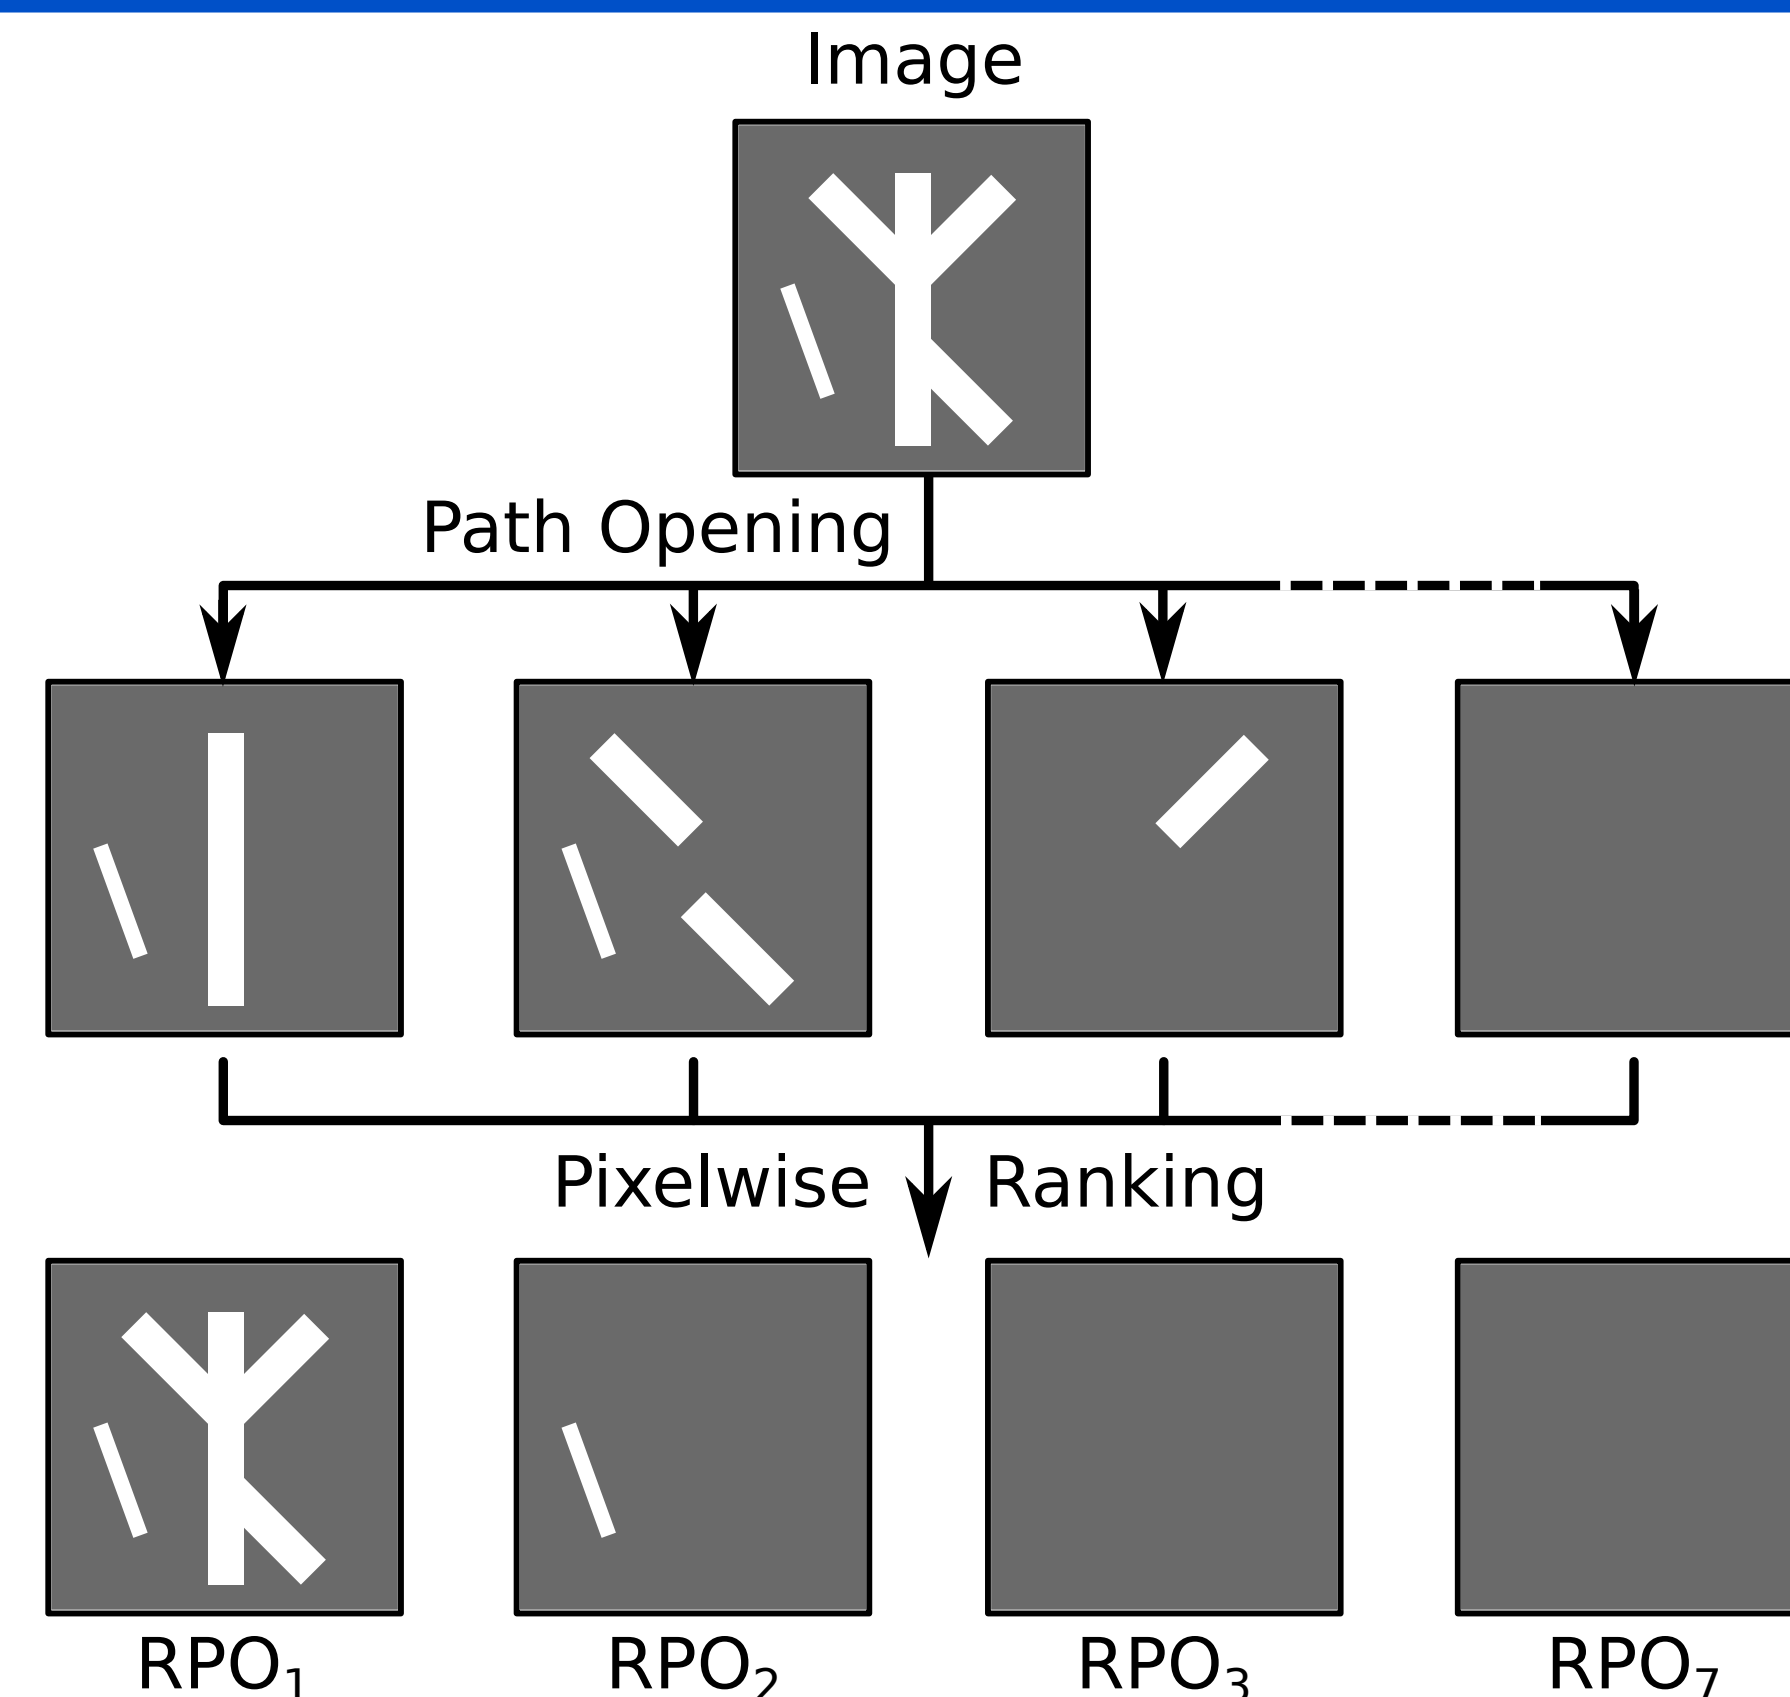 Image
Path Opening
Pixelwise Ranking
RPO₁ RPO₂ RPO₃ RPO₇